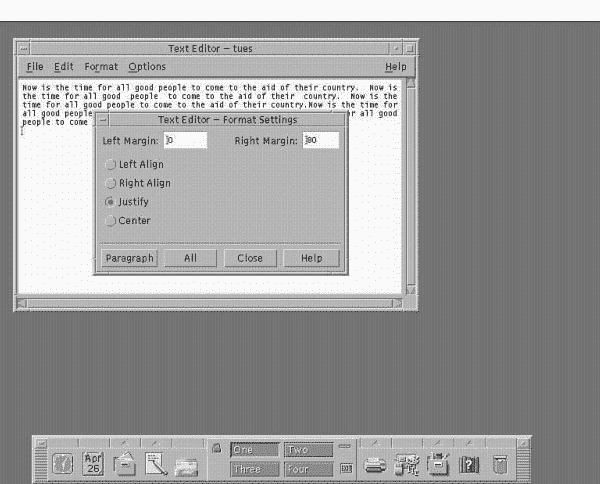 Text Editor – tues
File Edit Format Options Help
Now is the time for all good people to come to the aid of their country. Now is
the time for all good people to come to the aid of their country. Now is the
time for all good people to come to the aid of their country.Now is the time for
all good people r all good
people to come
Text Editor – Format Settings
Left Margin: 0 Right Margin: 80
Left Align
Right Align
Justify
Center
Paragraph All Close Help
One Two
Apr
26
Three Four